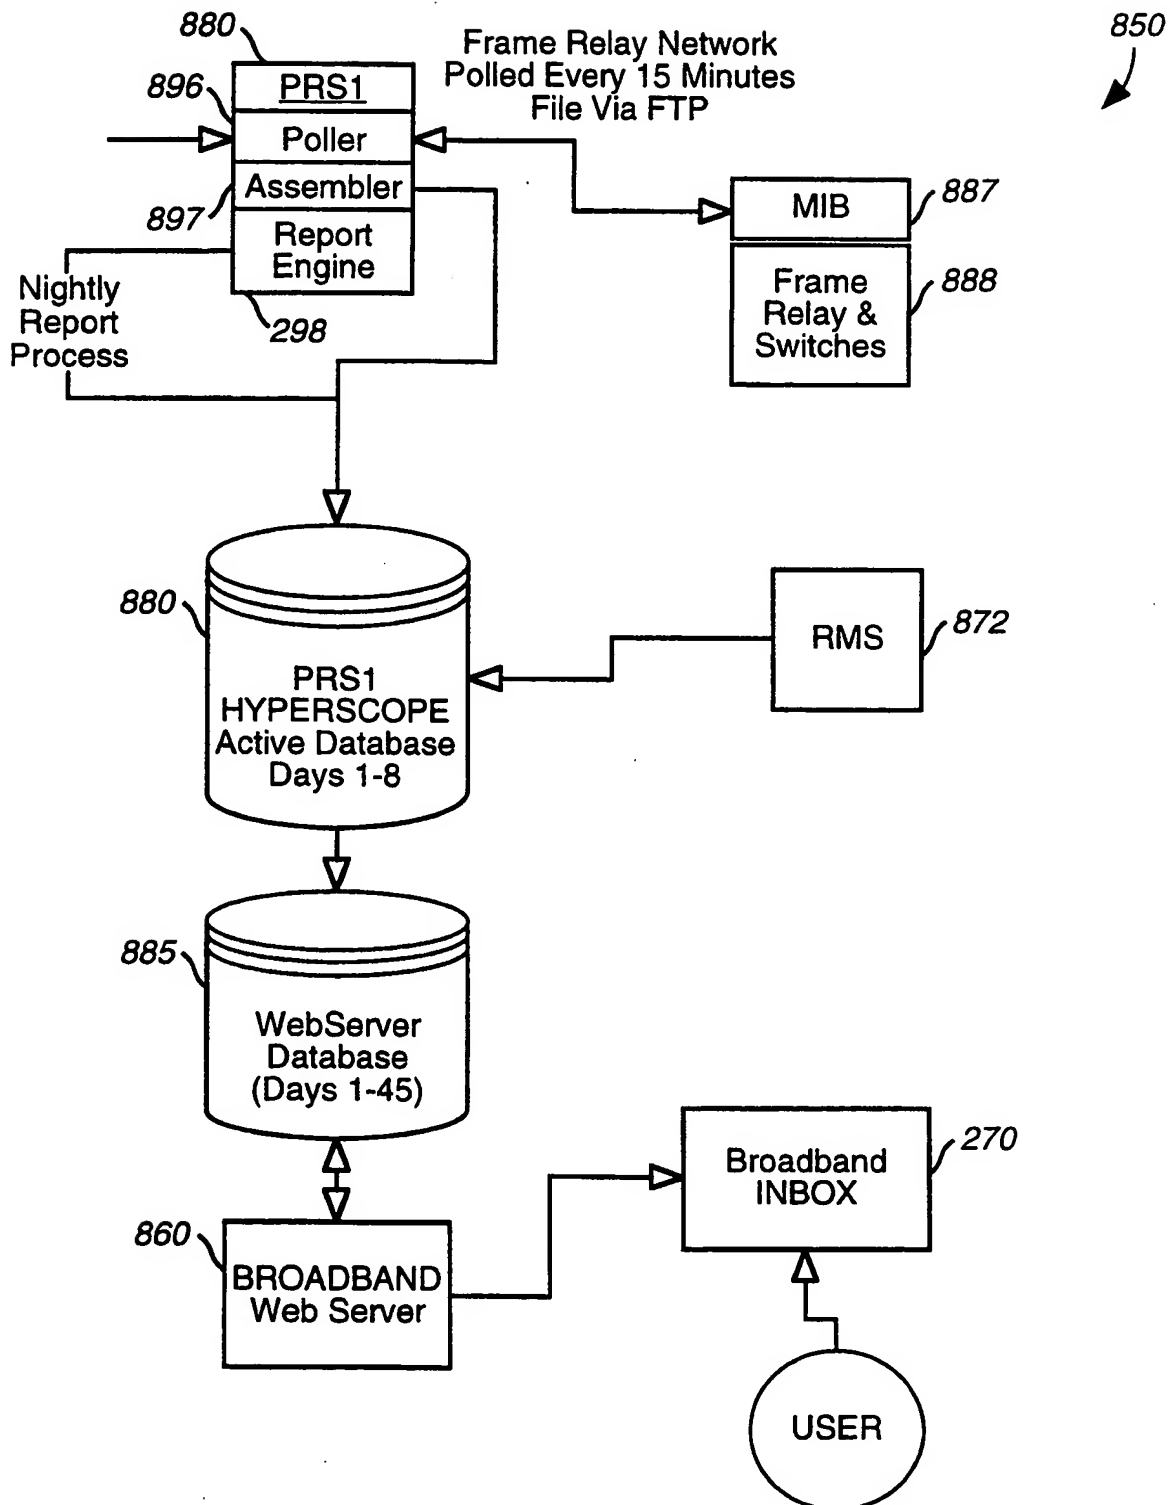 850
880
Frame Relay Network
Polled Every 15 Minutes
File Via FTP
PRS1
896
Poller
Assembler
897
Report
Engine
298
MIB
887
Frame
Relay &
Switches
888
Nightly
Report
Process
880
PRS1
HYPERSCOPE
Active Database
Days 1-8
RMS
872
885
WebServer
Database
(Days 1-45)
860
BROADBAND
Web Server
Broadband
INBOX
270
USER